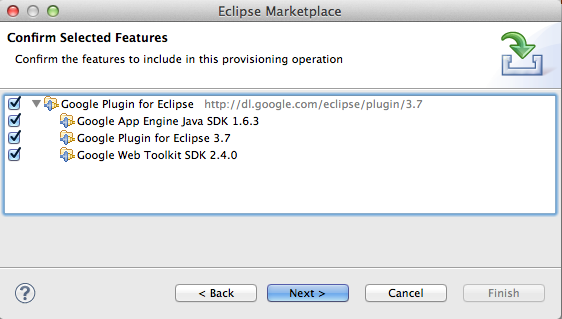 Eclipse Marketplace
Confirm Selected Features
Confirm the features to include in this provisioning operation
Google Plugin for Eclipse http://dl.google.com/eclipse/plugin/3.7
Google App Engine Java SDK 1.6.3
Google Plugin for Eclipse 3.7
Google Web Toolkit SDK 2.4.0
? < Back Next > Cancel Finish